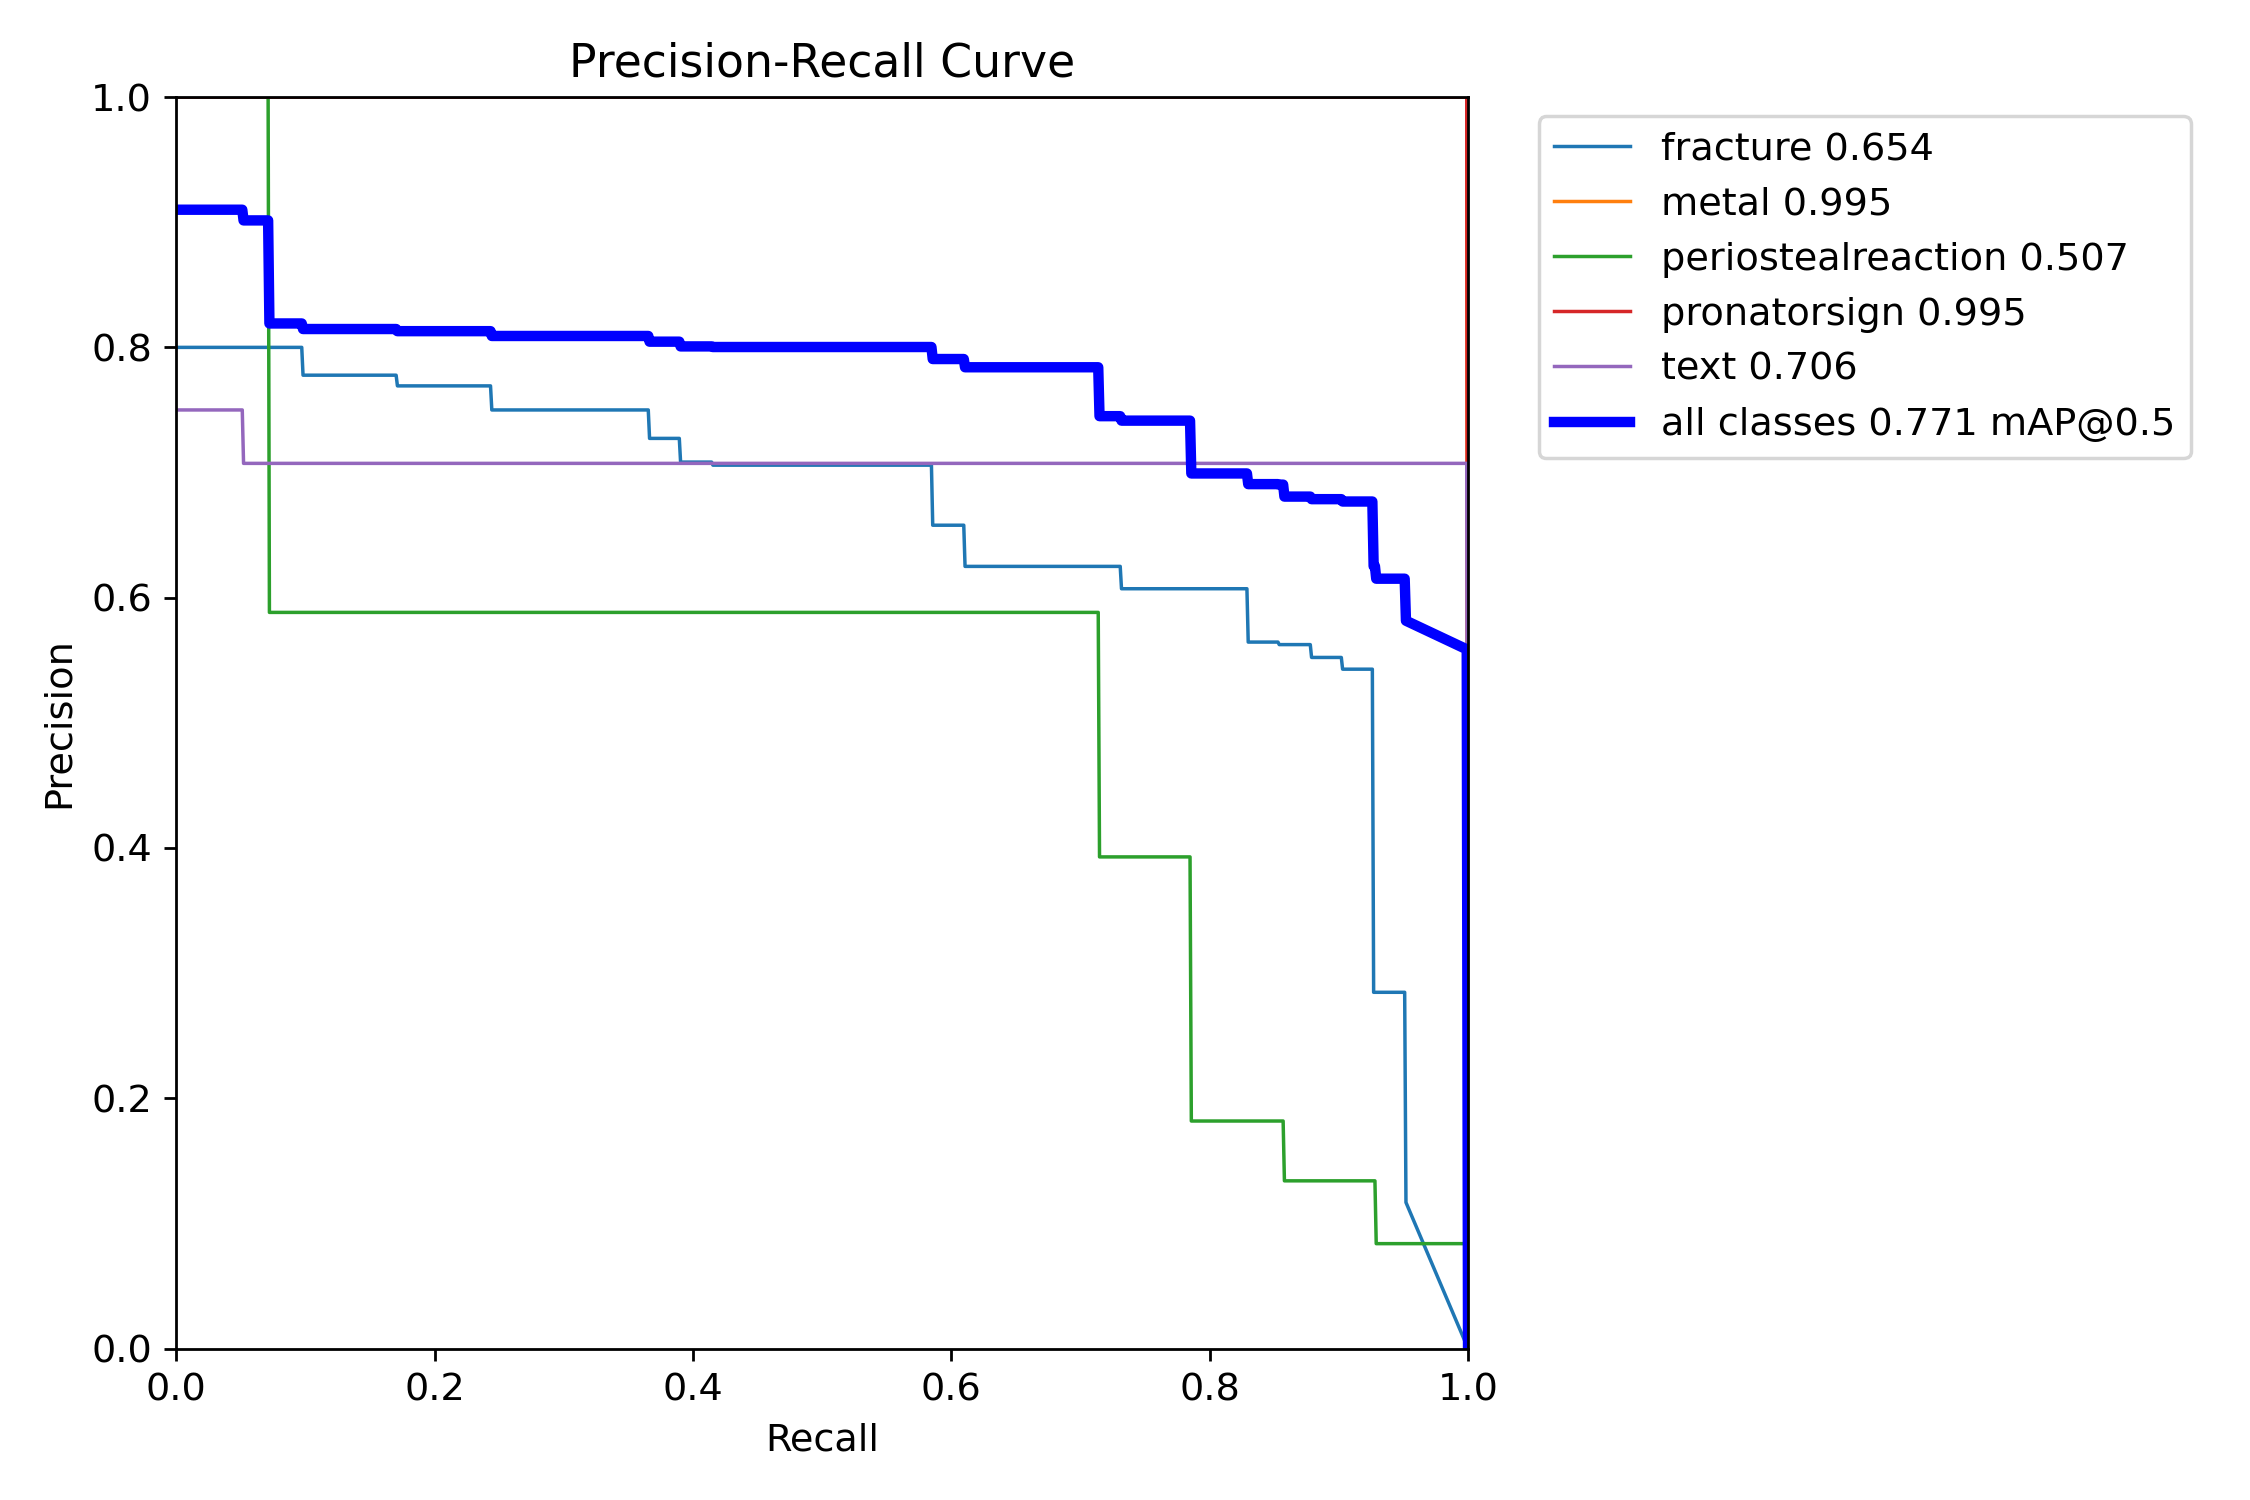 Precision-Recall Curve
1.0
0.8
0.6
0.4
0.2
0.0
Precision
0.0 0.2 0.4 0.6 0.8 1.0
Recall
fracture 0.654
metal 0.995
periostealreaction 0.507
pronatorsign 0.995
text 0.706
all classes 0.771 mAP@0.5